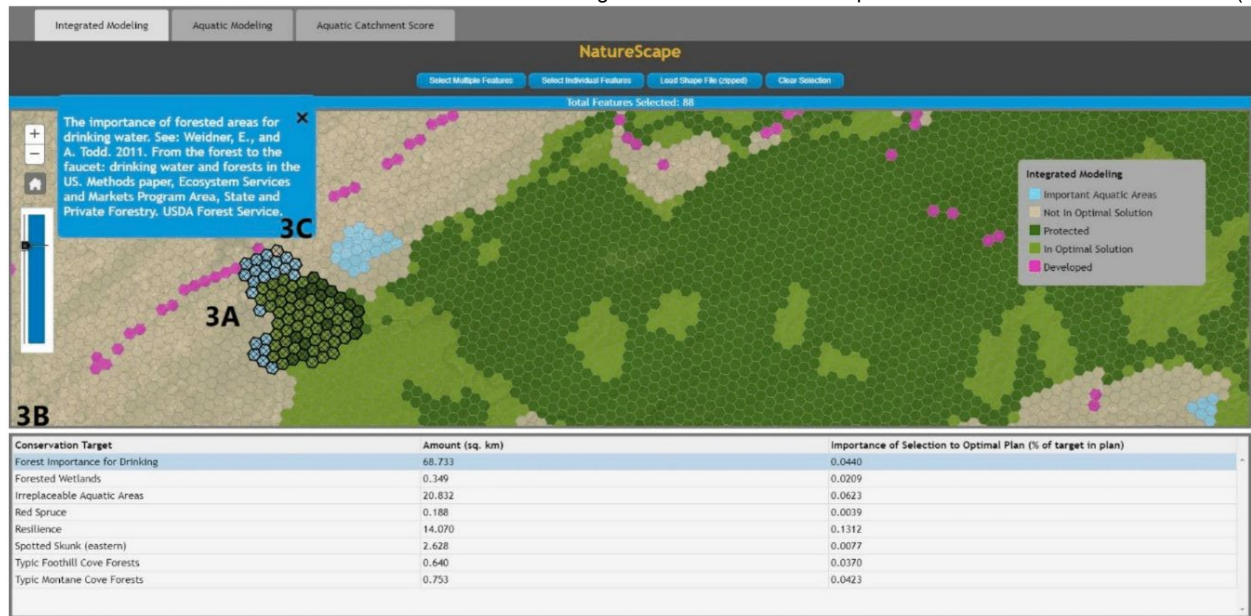 Integrated Modeling
Aquatic Modeling
Aquatic Catchment Score
NatureScape
Select Multiple Features
Select Individual Features
Load Shape File (zipped)
Clear Selection
Total Features Selected: 88
The importance of forested areas for
drinking water. See: Weidner, E., and
A. Todd. 2011. From the forest to the
faucet: drinking water and forests in the
US. Methods paper, Ecosystem Services
and Markets Program Area, State and
Private Forestry. USDA Forest Service.
+
−
3C
3A
3B
Integrated Modeling
Important Aquatic Areas
Not In Optimal Solution
Protected
In Optimal Solution
Developed
Conservation Target Amount (sq. km) Importance of Selection to Optimal Plan (% of target in plan)
Forest Importance for Drinking 68.733 0.0440
Forested Wetlands 0.349 0.0209
Irreplaceable Aquatic Areas 20.832 0.0623
Red Spruce 0.188 0.0039
Resilience 14.070 0.1312
Spotted Skunk (eastern) 2.628 0.0077
Typic Foothill Cove Forests 0.640 0.0370
Typic Montane Cove Forests 0.753 0.0423